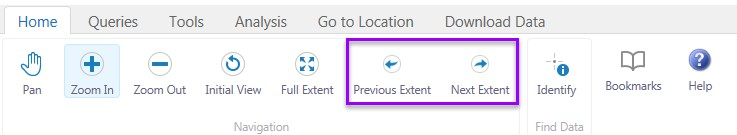 Home Queries Tools Analysis Go to Location Download Data
Pan Zoom In Zoom Out Initial View Full Extent Previous Extent Next Extent Identify Bookmarks Help
Navigation Find Data